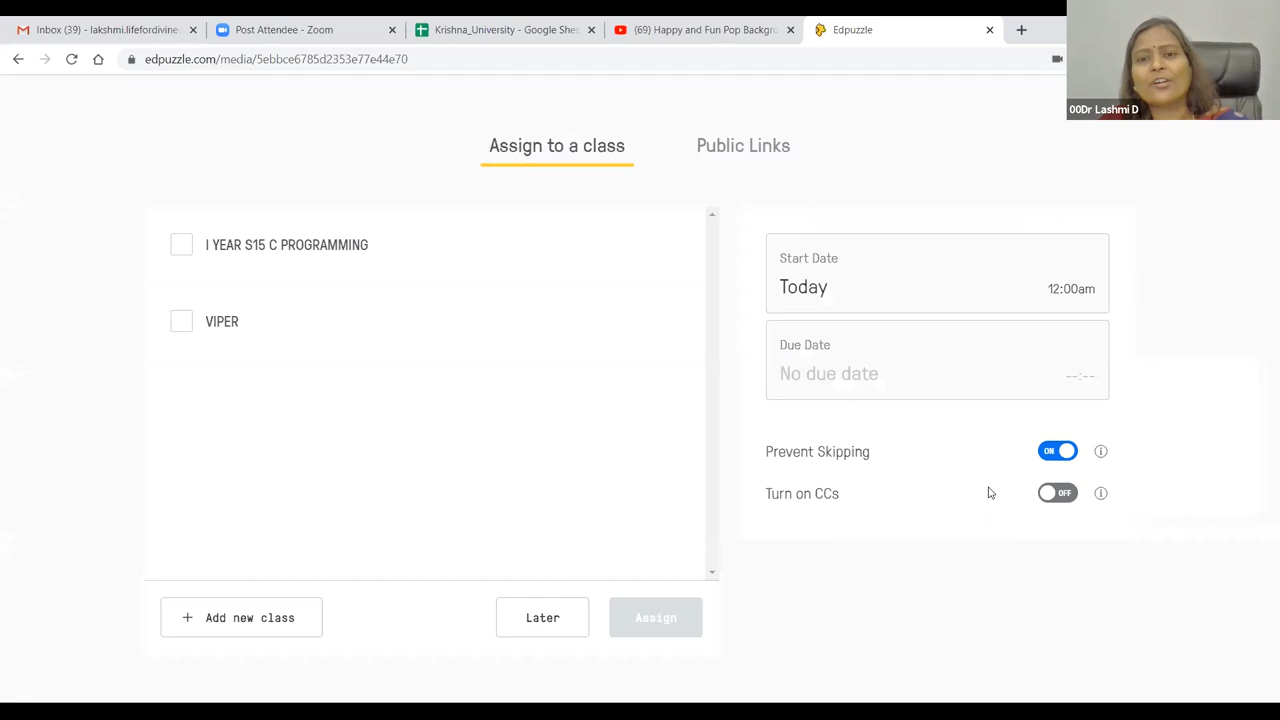 Inbox (39) - lakshmi.lifefordivine
Post Attendee - Zoom
Krishna_University - Google Shee
(69) Happy and Fun Pop Backgro
Edpuzzle
edpuzzle.com/media/5ebbce6785d2353e77e44e70
00Dr Lashmi D
Assign to a class
Public Links
I YEAR S15 C PROGRAMMING
VIPER
Start Date
Today
12:00am
Due Date
No due date
--:--
Prevent Skipping
ON
Turn on CCs
OFF
+ Add new class
Later
Assign